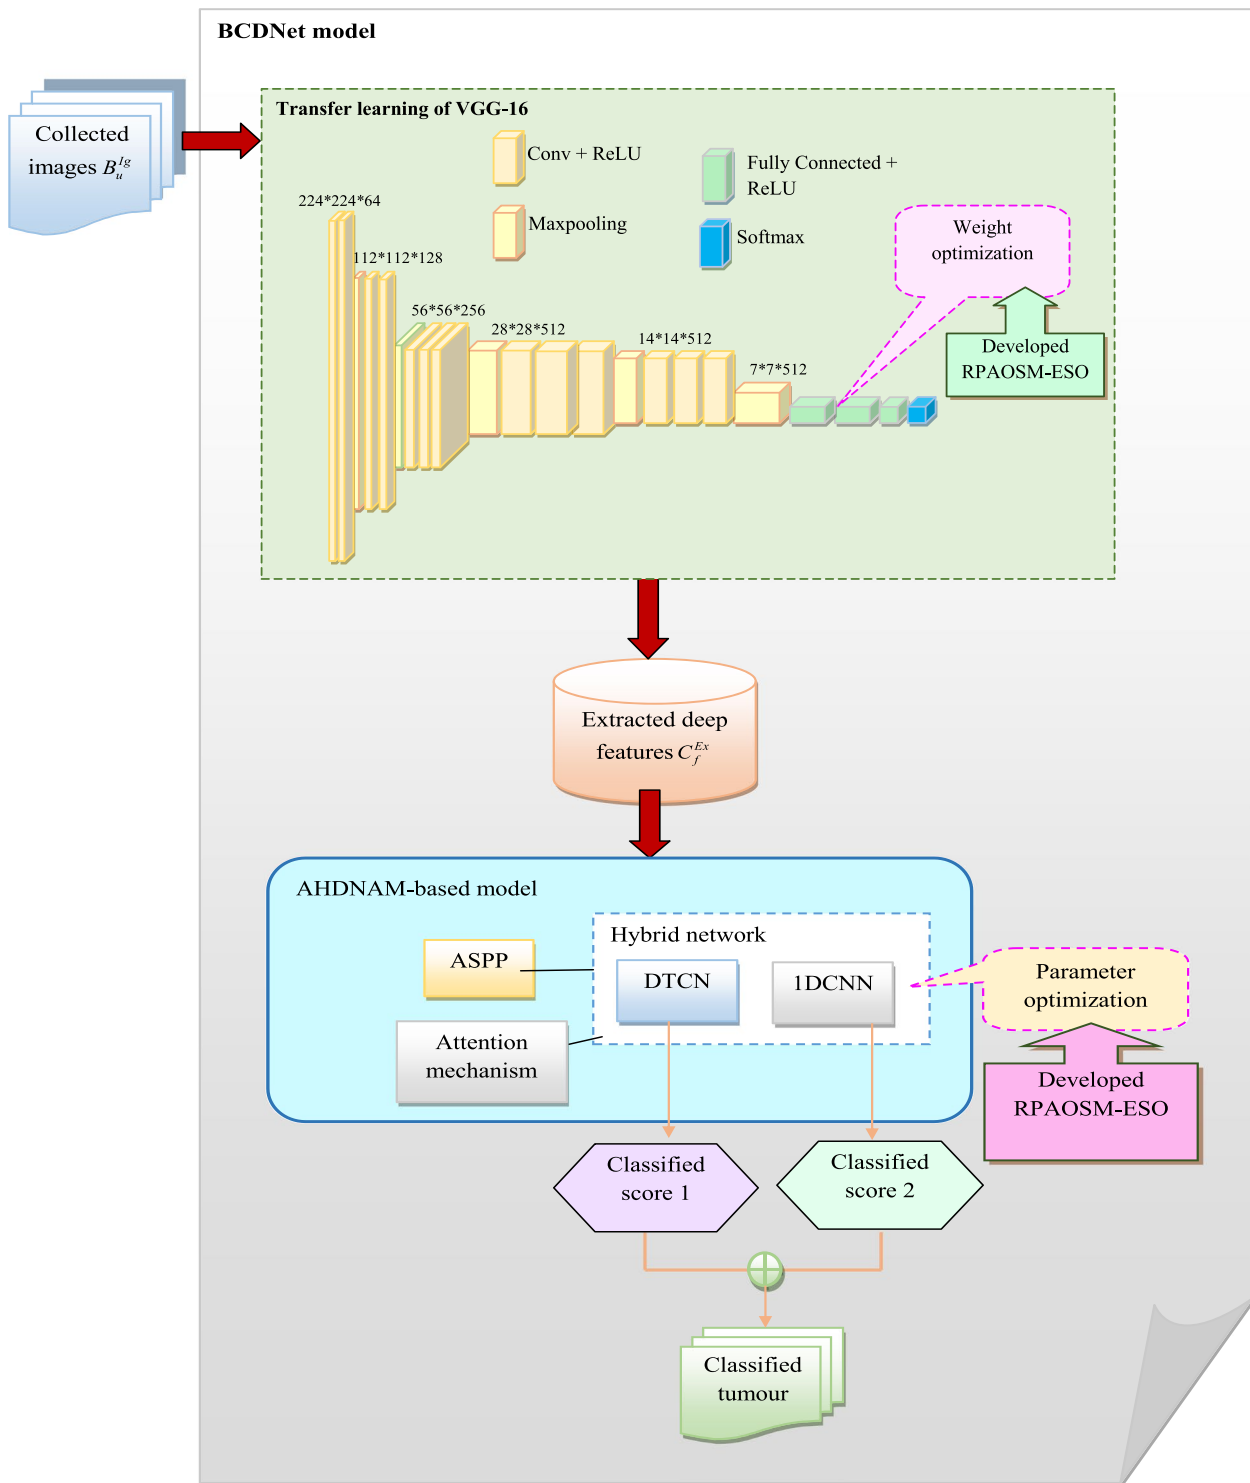 BCDNet model
Collected
images B_u^{Ig}
Transfer learning of VGG-16
Conv + ReLU
Fully Connected +
ReLU
Maxpooling
Softmax
224*224*64
112*112*128
56*56*256
28*28*512
14*14*512
7*7*512
Weight
optimization
Developed
RPAOSM-ESO
Extracted deep
features C_f^{Ex}
AHDNAM-based model
Hybrid network
ASPP
DTCN
1DCNN
Attention
mechanism
Parameter
optimization
Developed
RPAOSM-ESO
Classified
score 1
Classified
score 2
Classified
tumour